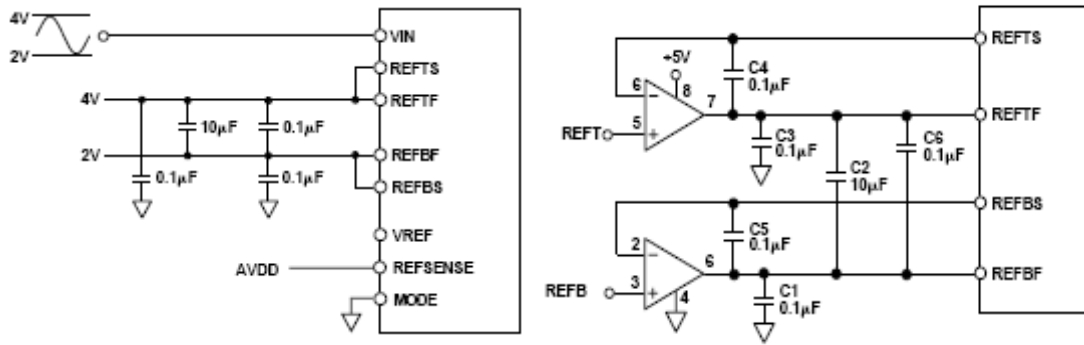 4V
2V
VIN
REFTS
4V
REFTF
10µF
0.1µF
2V
REFBF
0.1µF
0.1µF
REFBS
VREF
AVDD
REFSENSE
MODE
REFTS
+5V
C4
0.1µF
6
8
7
REFTF
REFT
5
C3
0.1µF
C6
0.1µF
C2
10µF
REFBS
2
C5
0.1µF
6
REFBF
REFB
3
4
C1
0.1µF